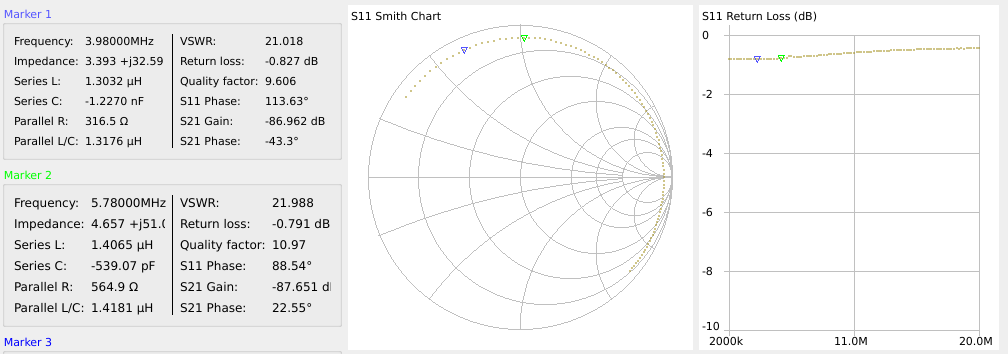 Marker 1
Frequency: 3.98000MHz VSWR: 21.018
Impedance: 3.393 +j32.59 Return loss: -0.827 dB
Series L: 1.3032 µH Quality factor: 9.606
Series C: -1.2270 nF S11 Phase: 113.63°
Parallel R: 316.5 Ω S21 Gain: -86.962 dB
Parallel L/C: 1.3176 µH S21 Phase: -43.3°
Marker 2
Frequency: 5.78000MHz VSWR: 21.988
Impedance: 4.657 +j51.0 Return loss: -0.791 dB
Series L: 1.4065 µH Quality factor: 10.97
Series C: -539.07 pF S11 Phase: 88.54°
Parallel R: 564.9 Ω S21 Gain: -87.651 d
Parallel L/C: 1.4181 µH S21 Phase: 22.55°
Marker 3
S11 Smith Chart
S11 Return Loss (dB)
0
-2
-4
-6
-8
-10
2000k 11.0M 20.0M